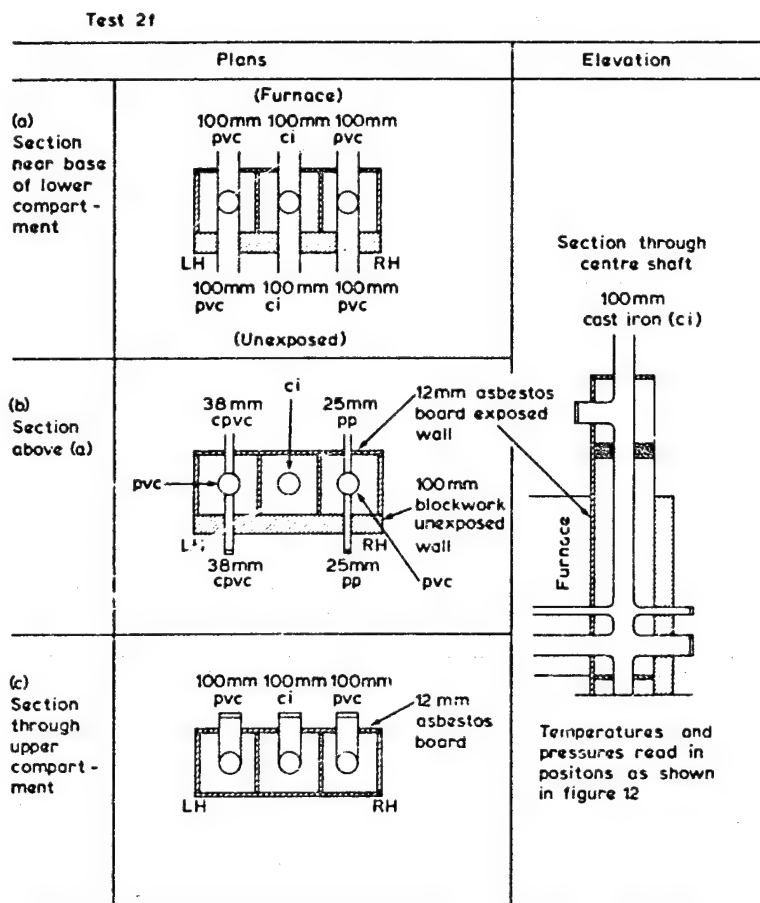 Test 2f
Plans
Elevation
(a)
Section
near base
of lower
compart -
ment
(Furnace)
100mm 100mm 100mm
pvc ci pvc
LH RH
100mm 100mm 100mm
pvc ci pvc
(Unexposed)
(b)
Section
above (a)
ci
38mm 25mm
cpvc pp
pvc
LH RH
38mm 25mm
cpvc pp
pvc
12mm asbestos
board exposed
wall
100mm
blockwork
unexposed
wall
(c)
Section
through
upper
compart -
ment
100mm 100mm 100mm
pvc ci pvc
12 mm
asbestos
board
LH RH
Section through
centre shaft
100mm
cast iron (ci)
Furnace
Temperatures and
pressures read in
positons as shown
in figure 12